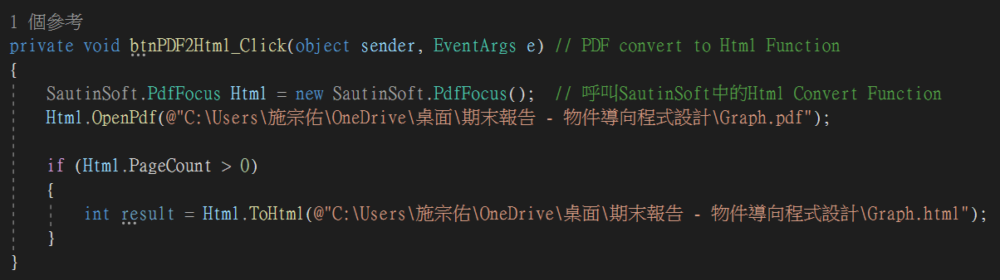 1 個參考
private void btnPDF2Html_Click(object sender, EventArgs e) // PDF convert to Html Function
{
SautinSoft.PdfFocus Html = new SautinSoft.PdfFocus(); // 呼叫SautinSoft中的Html Convert Function
Html.OpenPdf(@"C:\Users\施宗佑\OneDrive\桌面\期末報告 - 物件導向程式設計\Graph.pdf");
if (Html.PageCount > 0)
{
int result = Html.ToHtml(@"C:\Users\施宗佑\OneDrive\桌面\期末報告 - 物件導向程式設計\Graph.html");
}
}